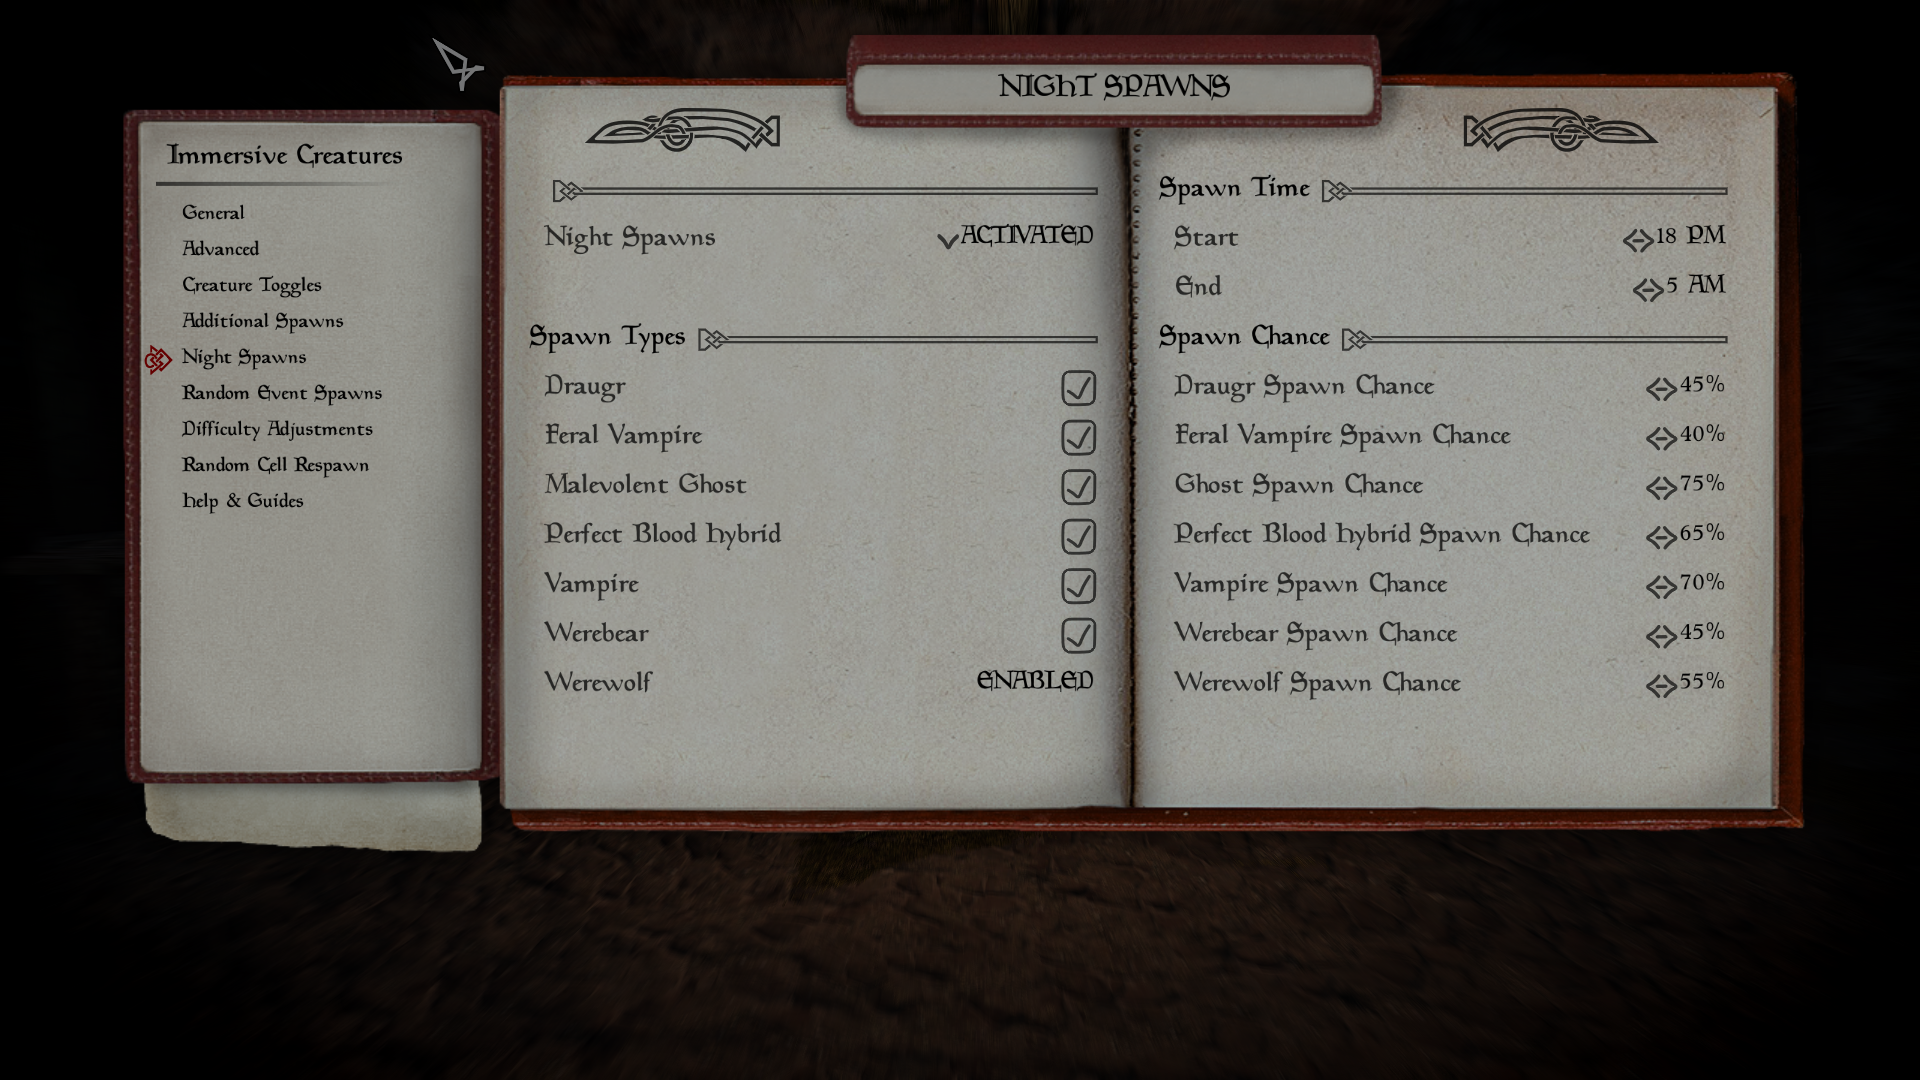 NIGHT SPAWNS
Immersive Creatures
General
Advanced
Creature Toggles
Additional Spawns
Night Spawns
Random Event Spawns
Difficulty Adjustments
Random Cell Respawn
Help & Guides
Night Spawns ACTIVATED
Spawn Types
Draugr
Feral Vampire
Malevolent Ghost
Perfect Blood Hybrid
Vampire
Werebear
Werewolf ENABLED
Spawn Time
Start 18 PM
End 5 AM
Spawn Chance
Draugr Spawn Chance 45%
Feral Vampire Spawn Chance 40%
Ghost Spawn Chance 75%
Perfect Blood Hybrid Spawn Chance 65%
Vampire Spawn Chance 70%
Werebear Spawn Chance 45%
Werewolf Spawn Chance 55%